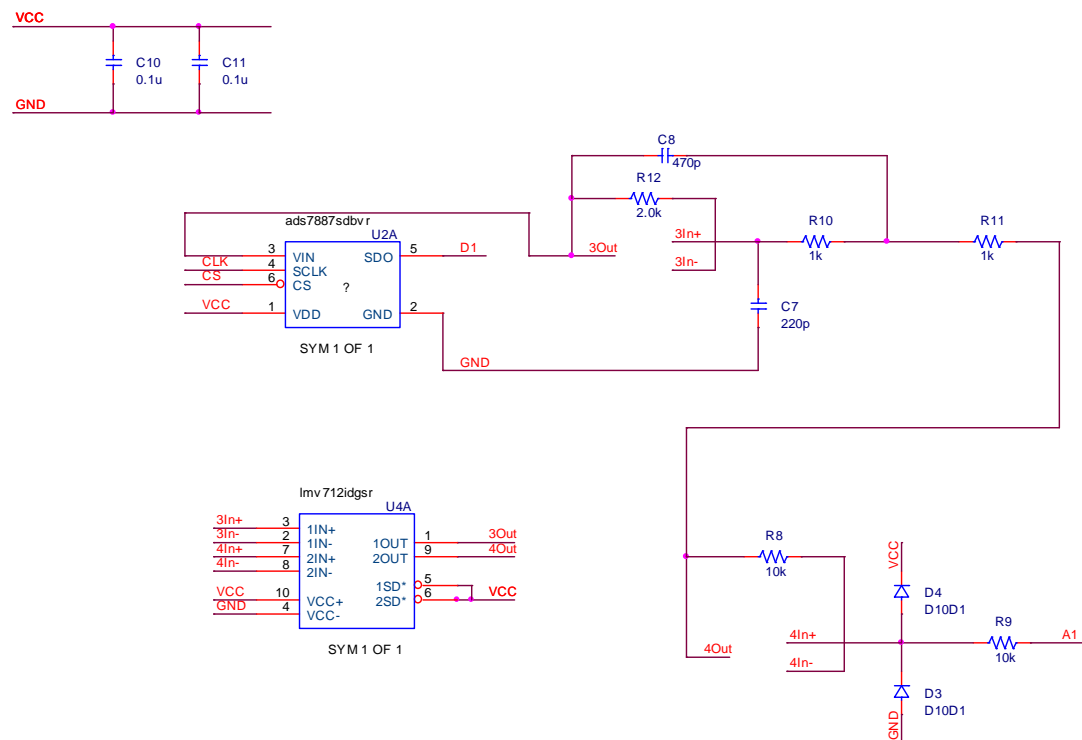 VCC
C10
0.1u
C11
0.1u
GND
C8
470p
R12
2.0k
ads7887sdbvr
U2A
3
VIN
SDO
5
D1
CLK
4
SCLK
CS
6
CS
?
VCC
1
VDD
GND
2
SYM 1 OF 1
GND
3Out
3In+
3In-
R10
1k
R11
1k
C7
220p
lmv712idgsr
U4A
3In+
3
1IN+
3In-
2
1IN-
1OUT
1
3Out
4In+
7
2IN+
2OUT
9
4Out
4In-
8
2IN-
1SD*
5
VCC
10
VCC+
2SD*
6
VCC
GND
4
VCC-
SYM 1 OF 1
R8
10k
VCC
D4
D10D1
4Out
4In+
4In-
R9
10k
A1
D3
D10D1
GND